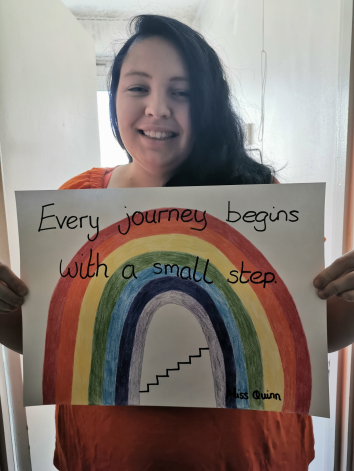 Every journey begins
with a small step.
Miss Quinn